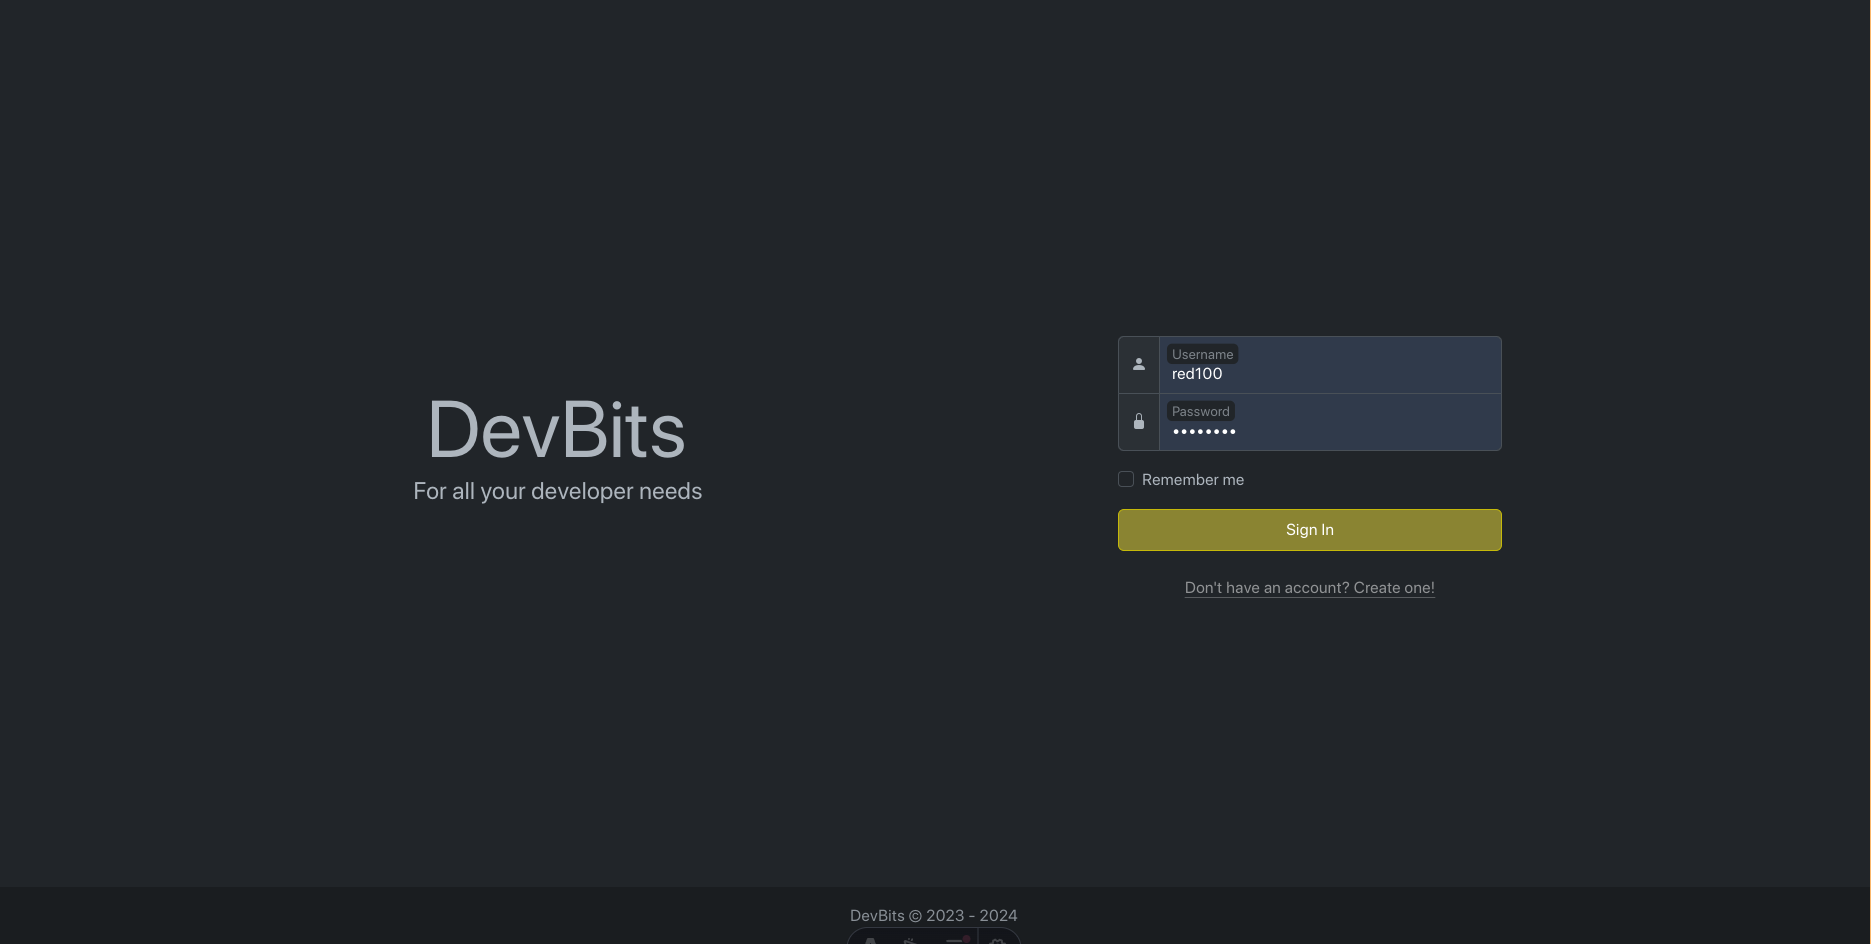 DevBits
For all your developer needs
Username
red100
Password
••••••••
Remember me
Sign In
Don't have an account? Create one!
DevBits © 2023 - 2024